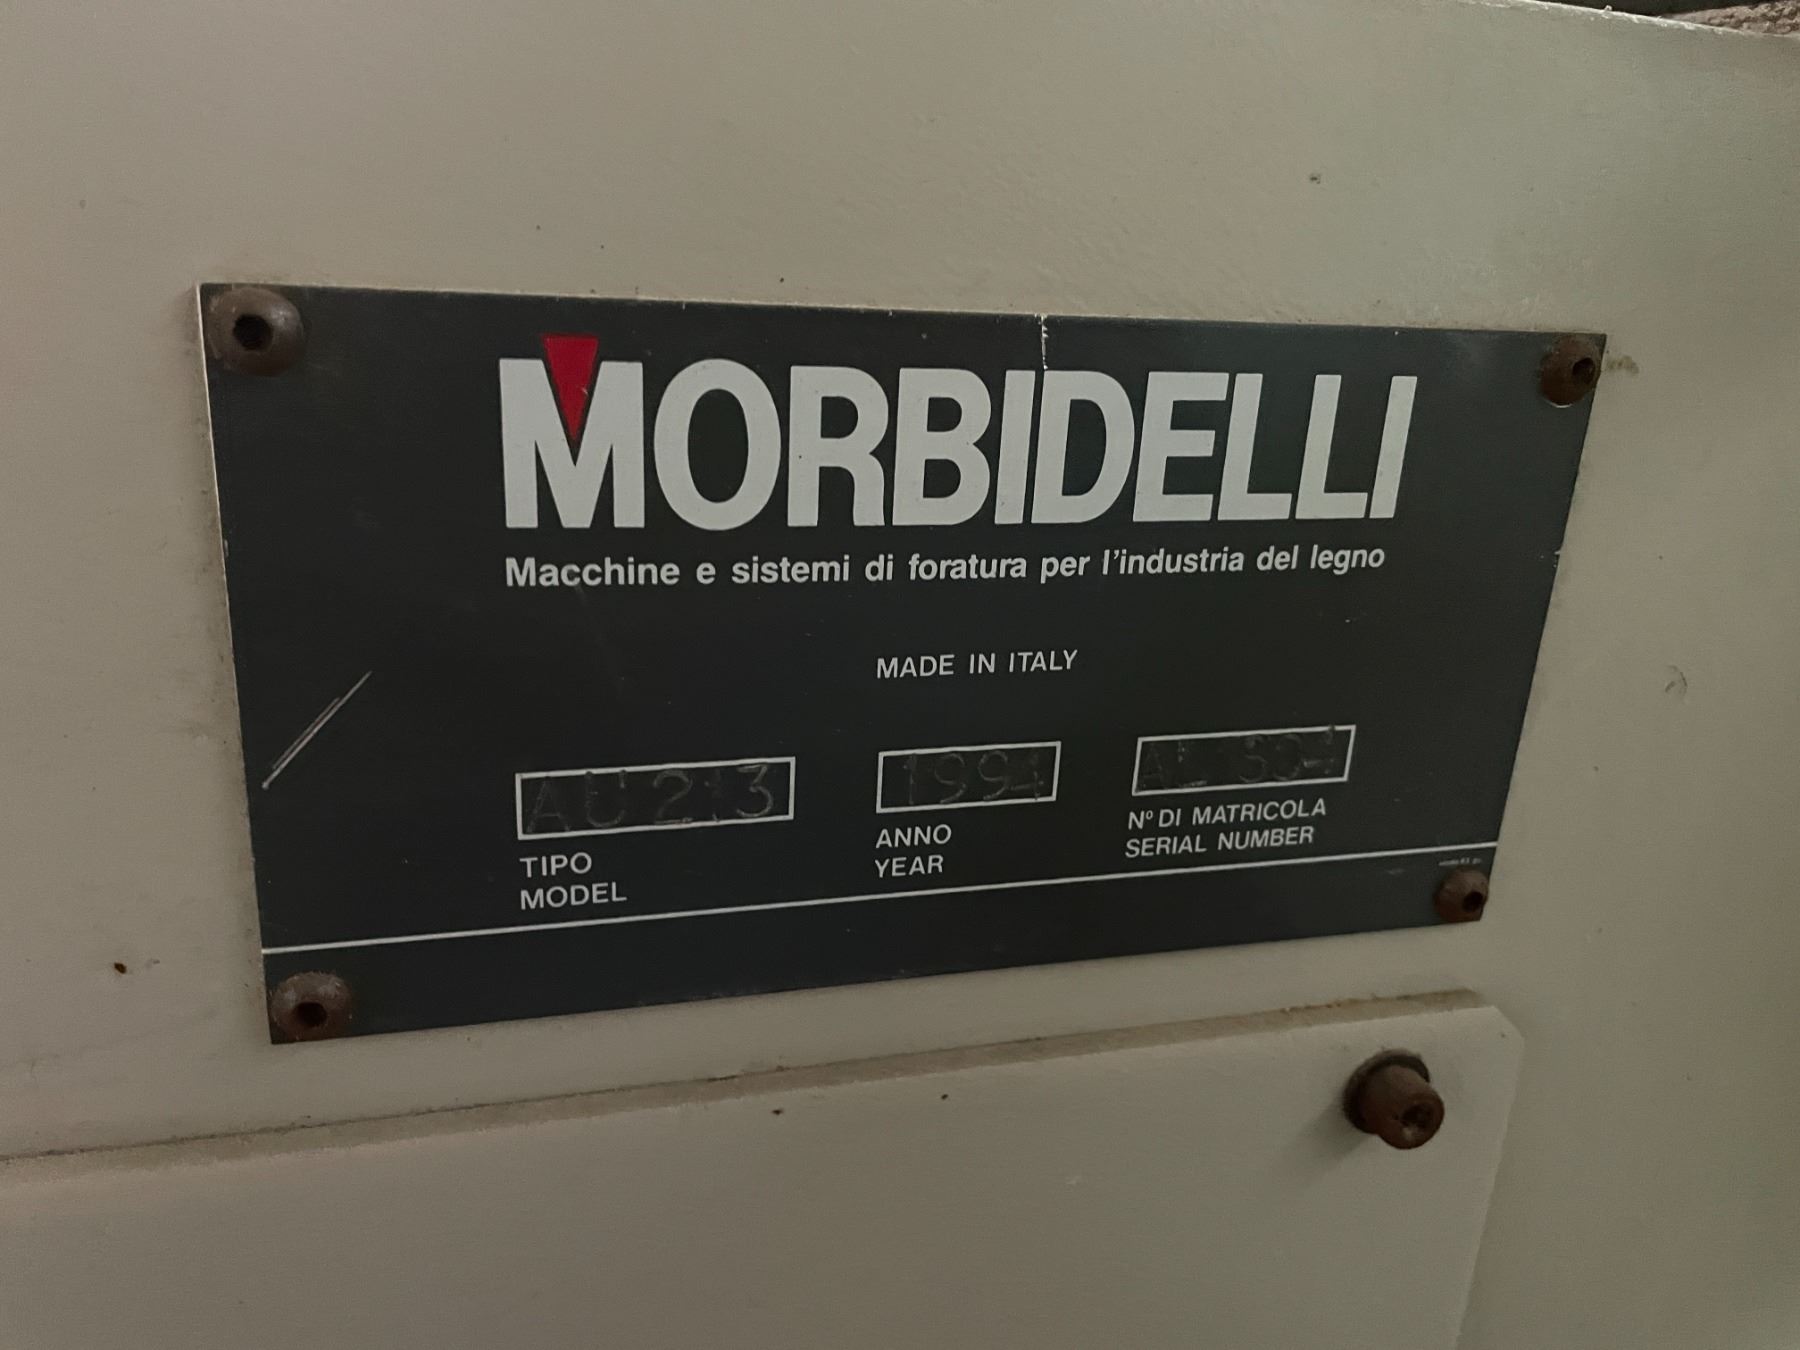 MORBIDELLI
Macchine e sistemi di foratura per l'industria del legno
MADE IN ITALY
AU 213
1994
TIPO
MODEL
ANNO
YEAR
Nº DI MATRICOLA
SERIAL NUMBER